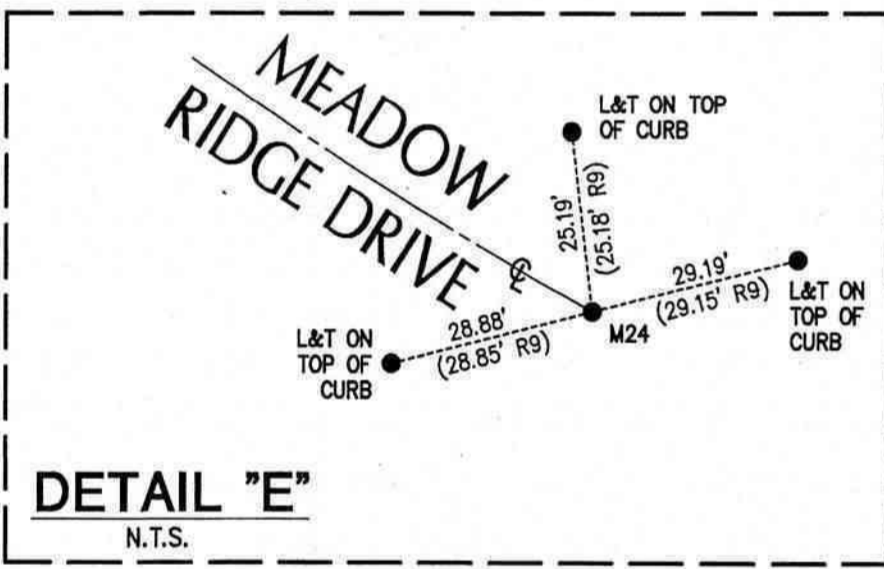 MEADOW
RIDGE DRIVE
℄
L&T ON TOP
OF CURB
25.19'
(25.18' R9)
29.19'
(29.15' R9)
L&T ON
TOP OF
CURB
M24
28.88'
(28.85' R9)
L&T ON
TOP OF
CURB
DETAIL "E"
N.T.S.